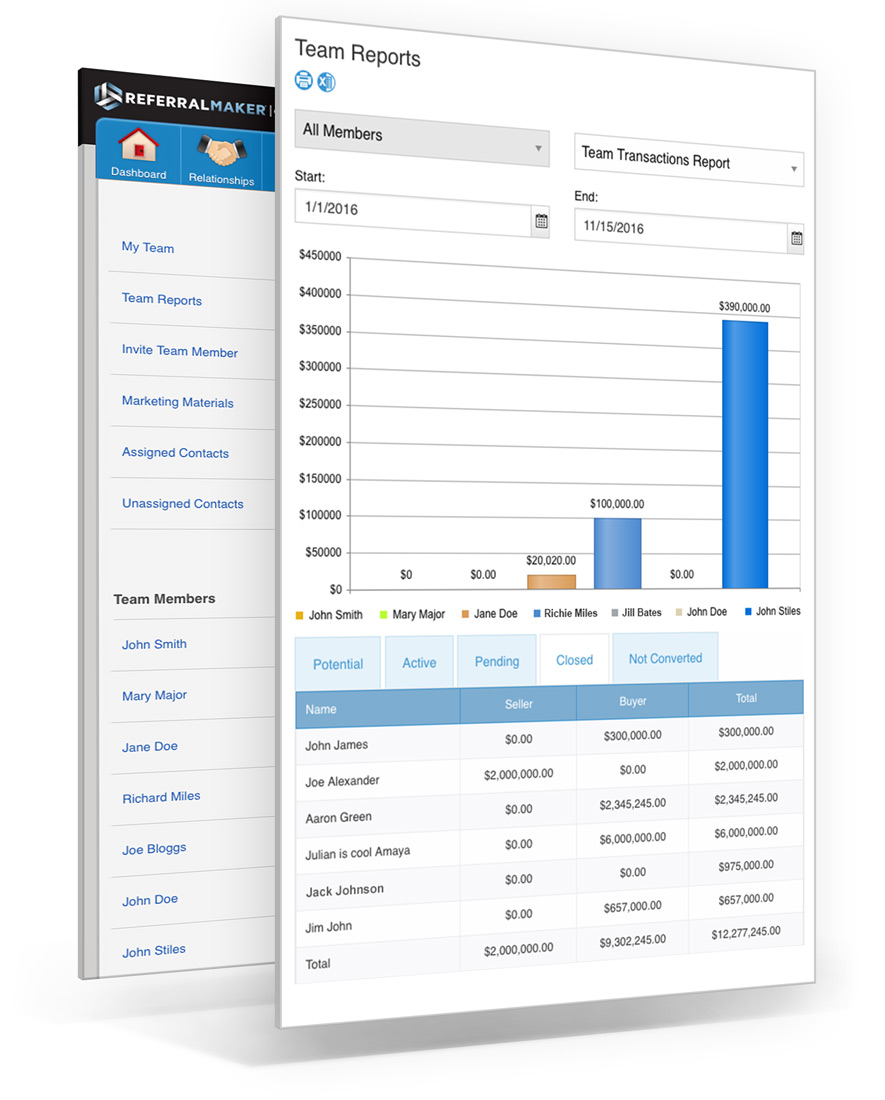 REFERRALMAKER
Dashboard
Relationships
My Team
Team Reports
Invite Team Member
Marketing Materials
Assigned Contacts
Unassigned Contacts
Team Members
John Smith
Mary Major
Jane Doe
Richard Miles
Joe Bloggs
John Doe
John Stiles
Team Reports
All Members
Team Transactions Report
Start:
End:
1/1/2016
11/15/2016
$450000
$400000
$350000
$300000
$250000
$200000
$150000
$100000
$50000
$0
$0
$0.00
$20,020.00
$100,000.00
$0.00
$390,000.00
John Smith Mary Major Jane Doe Richie Miles Jill Bates John Doe John Stiles
Potential Active Pending Closed Not Converted
Name Seller Buyer Total
John James $0.00 $300,000.00 $300,000.00
Joe Alexander $2,000,000.00 $0.00 $2,000,000.00
Aaron Green $0.00 $2,345,245.00 $2,345,245.00
Julian is cool Amaya $0.00 $6,000,000.00 $6,000,000.00
Jack Johnson $0.00 $0.00 $975,000.00
Jim John $0.00 $657,000.00 $657,000.00
Total $2,000,000.00 $9,302,245.00 $12,277,245.00